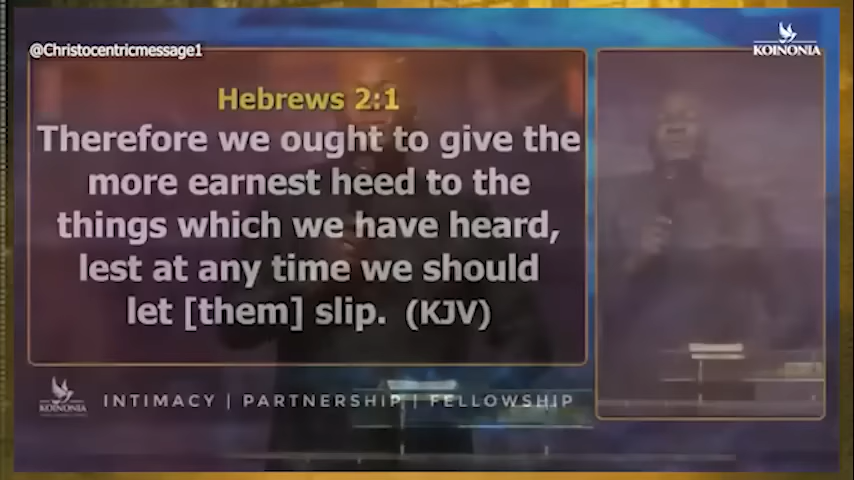 @Christocentricmessage1
KOINONIA
Hebrews 2:1
Therefore we ought to give the
more earnest heed to the
things which we have heard,
lest at any time we should
let [them] slip. (KJV)
KOINONIA
INTIMACY | PARTNERSHIP | FELLOWSHIP